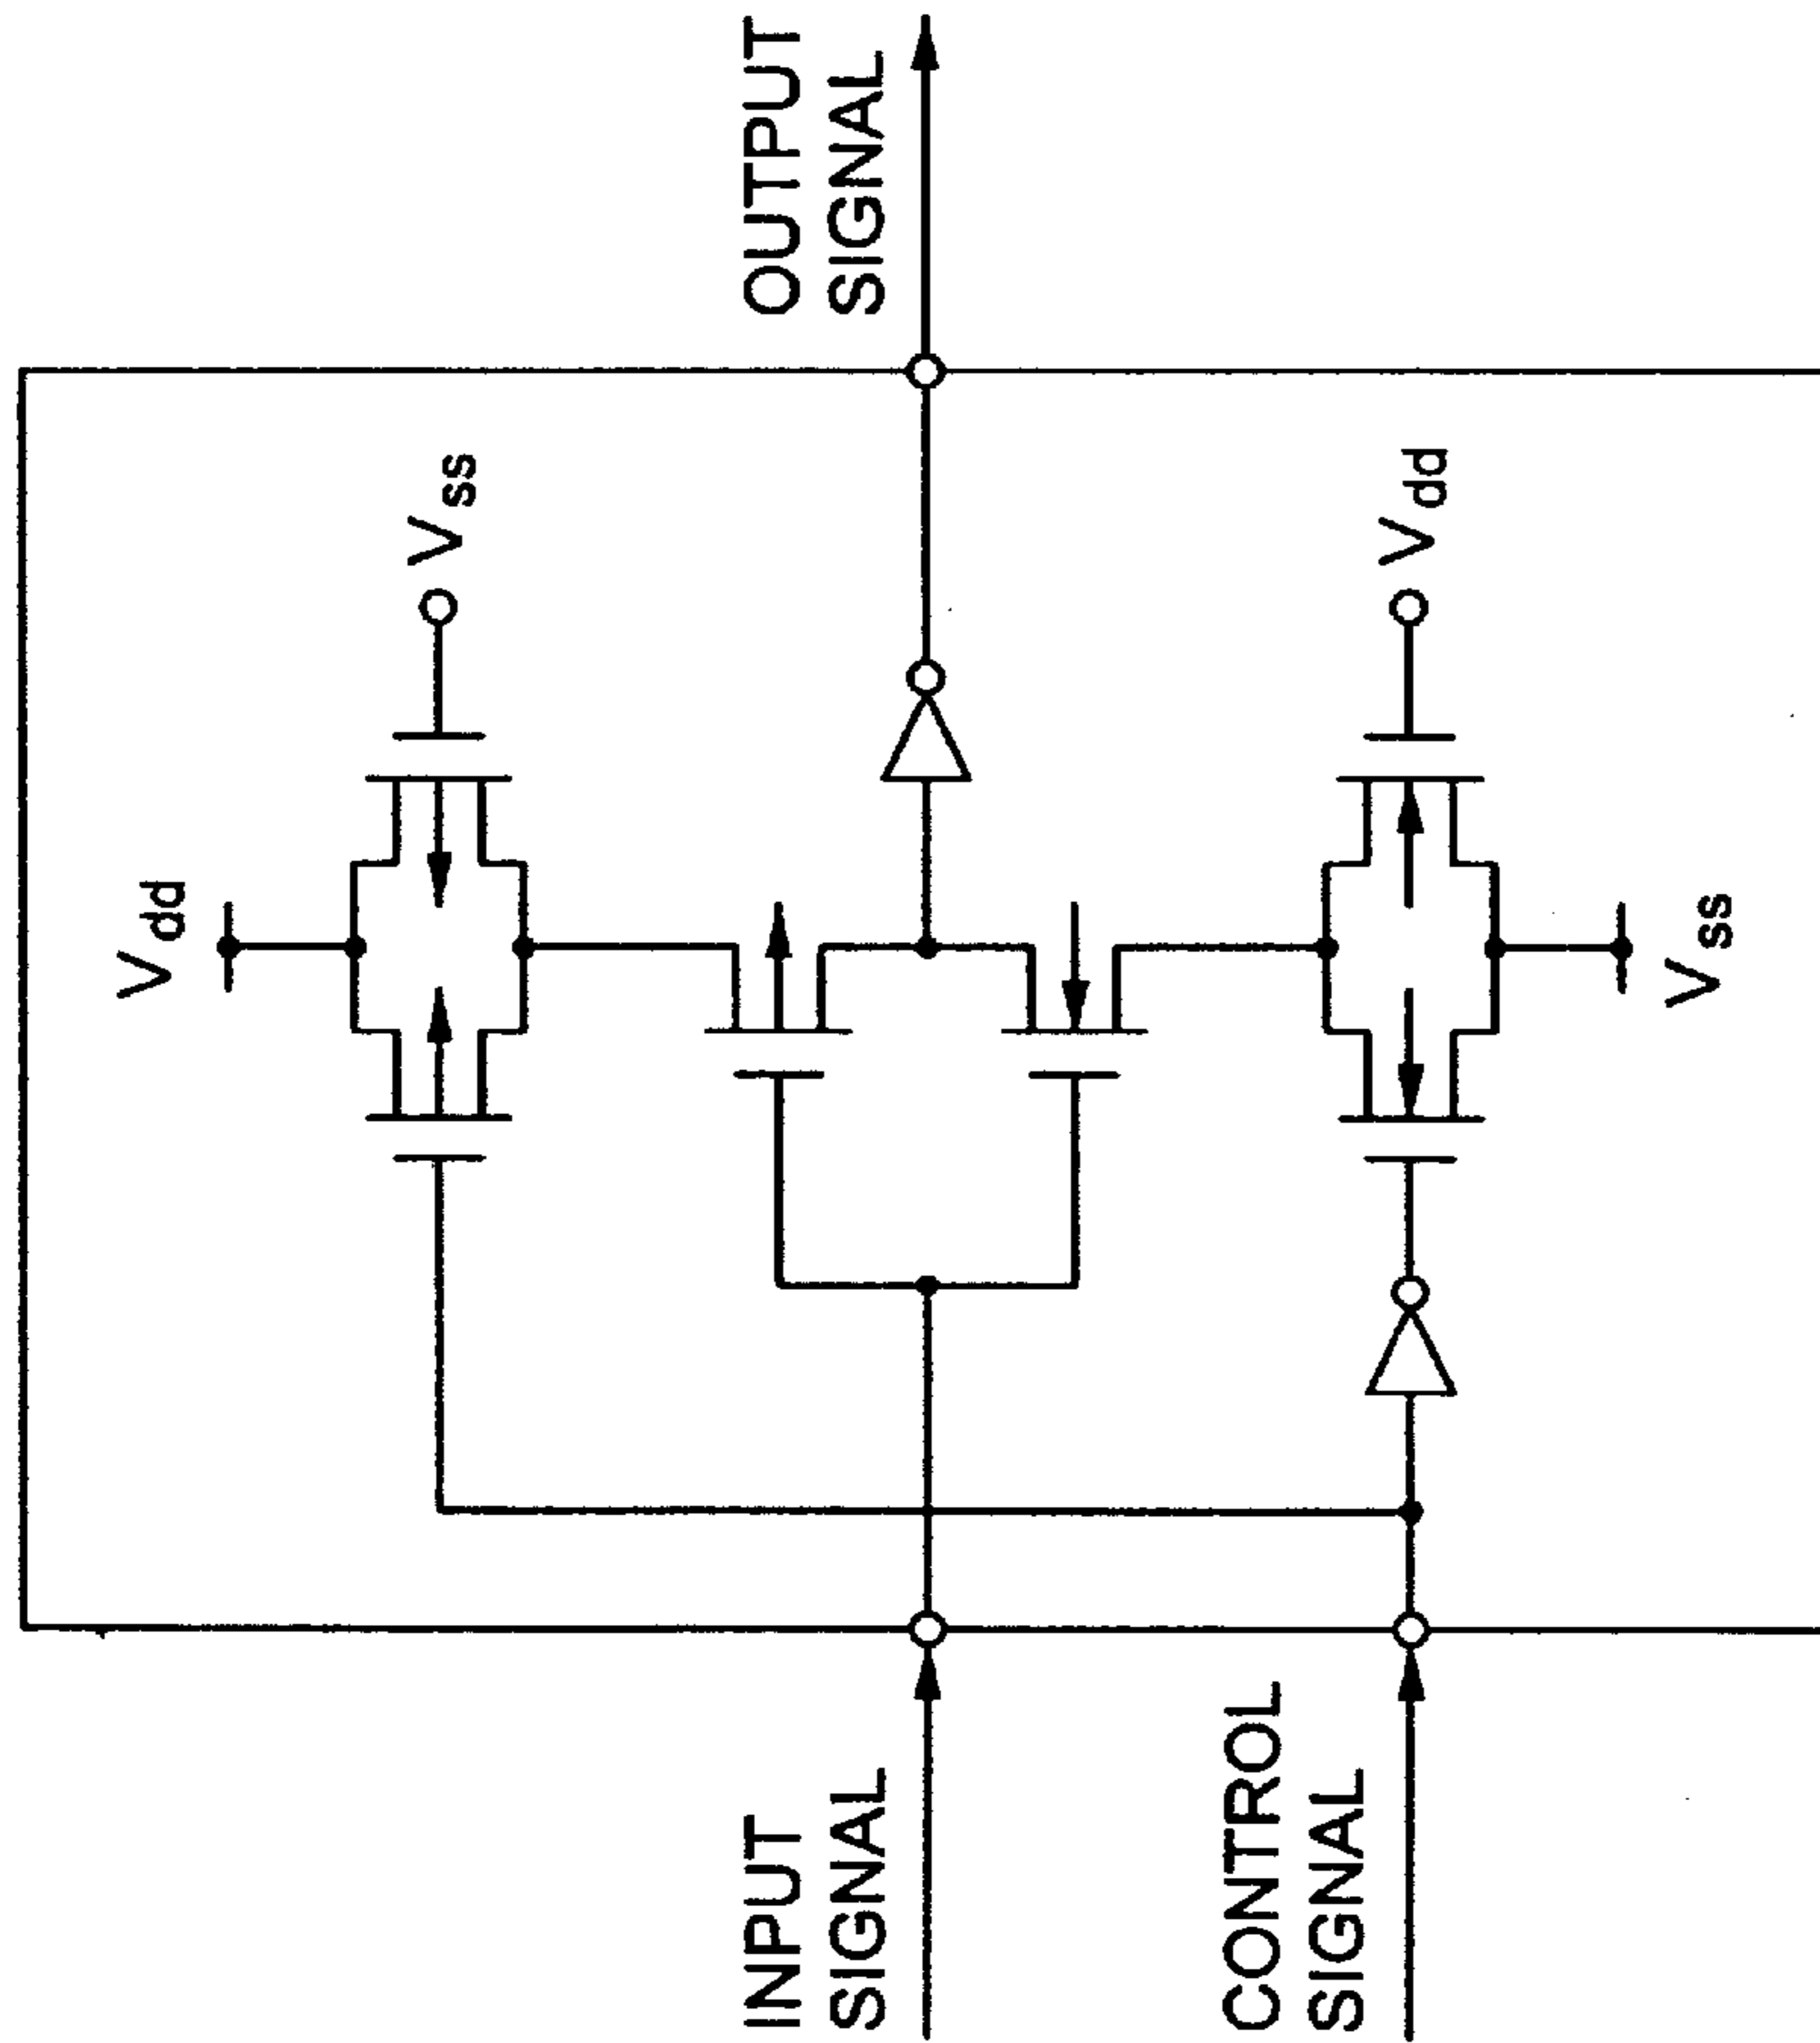 OUTPUT
SIGNAL
Vss
Vdd
Vdd
Vss
INPUT
SIGNAL
CONTROL
SIGNAL